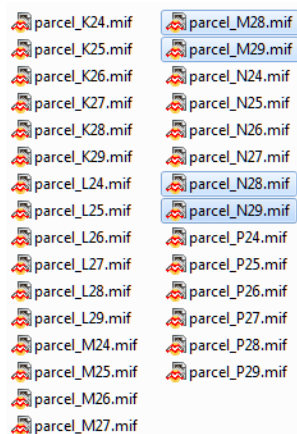 parcel_K24.mif
parcel_K25.mif
parcel_K26.mif
parcel_K27.mif
parcel_K28.mif
parcel_K29.mif
parcel_L24.mif
parcel_L25.mif
parcel_L26.mif
parcel_L27.mif
parcel_L28.mif
parcel_L29.mif
parcel_M24.mif
parcel_M25.mif
parcel_M26.mif
parcel_M27.mif
parcel_M28.mif
parcel_M29.mif
parcel_N24.mif
parcel_N25.mif
parcel_N26.mif
parcel_N27.mif
parcel_N28.mif
parcel_N29.mif
parcel_P24.mif
parcel_P25.mif
parcel_P26.mif
parcel_P27.mif
parcel_P28.mif
parcel_P29.mif